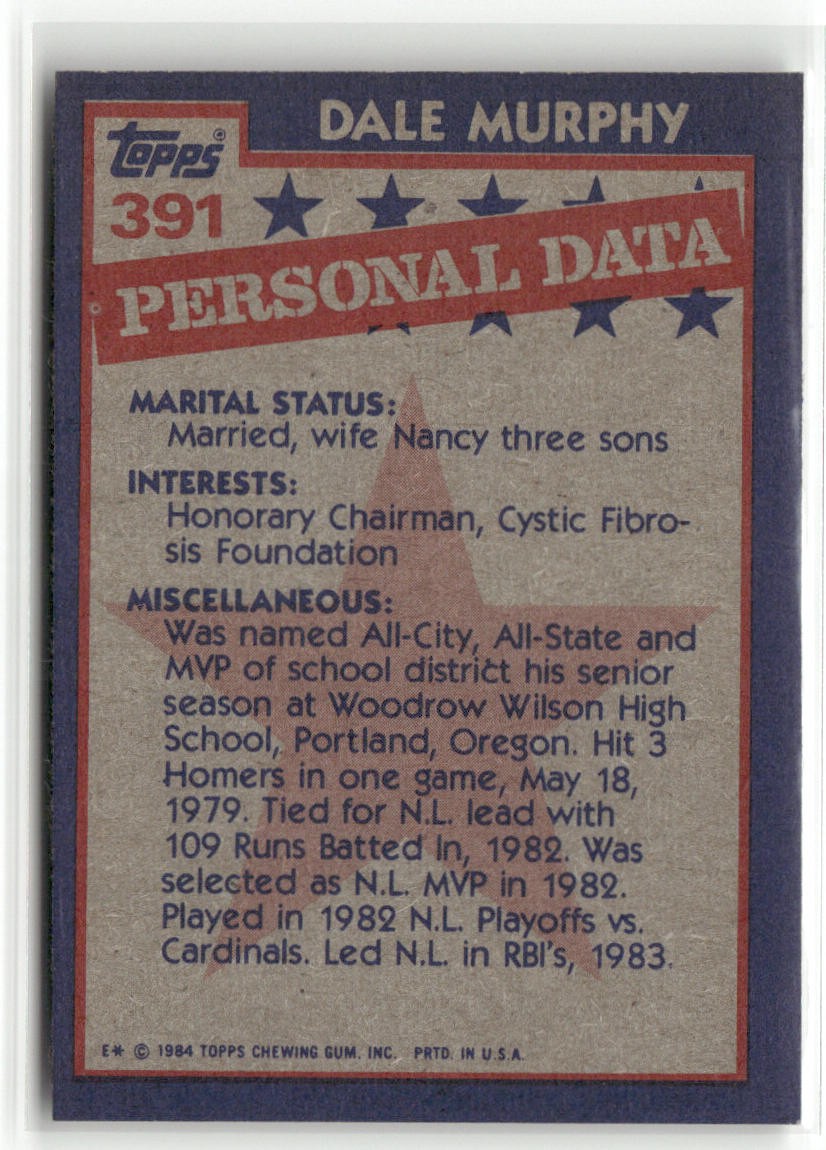 DALE MURPHY
topps®
391
PERSONAL DATA
MARITAL STATUS:
Married, wife Nancy three sons
INTERESTS:
Honorary Chairman, Cystic Fibro-
sis Foundation
MISCELLANEOUS:
Was named All-City, All-State and
MVP of school district his senior
season at Woodrow Wilson High
School, Portland, Oregon. Hit 3
Homers in one game, May 18,
1979. Tied for N.L. lead with
109 Runs Batted In, 1982. Was
selected as N.L. MVP in 1982.
Played in 1982 N.L. Playoffs vs.
Cardinals. Led N.L. in RBI's, 1983.
E* © 1984 TOPPS CHEWING GUM, INC. PRTD. IN U.S.A.